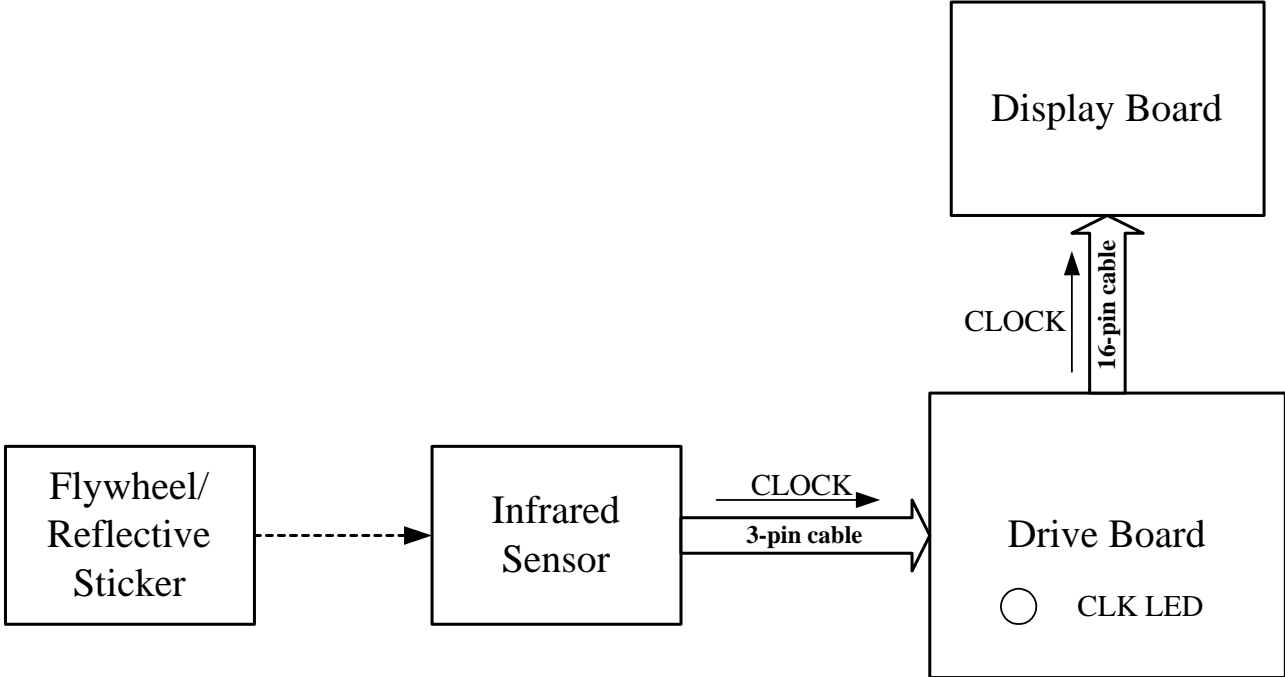 Display Board
CLOCK
16-pin cable
Flywheel/
Reflective
Sticker
Infrared
Sensor
CLOCK
3-pin cable
Drive Board
CLK LED